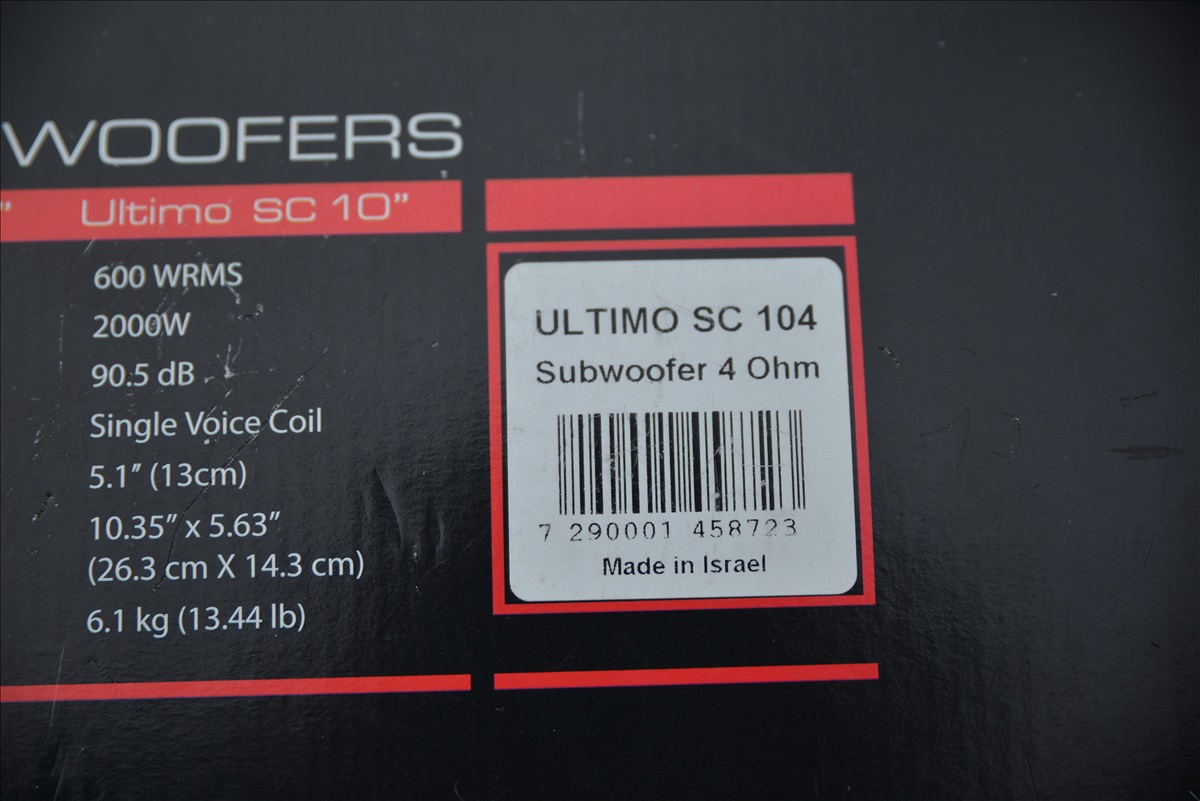 WOOFERS
” Ultimo SC 10”
600 WRMS
2000W
90.5 dB
Single Voice Coil
5.1” (13cm)
10.35” x 5.63”
(26.3 cm X 14.3 cm)
6.1 kg (13.44 lb)
ULTIMO SC 104
Subwoofer 4 Ohm
7 290001 458723
Made in Israel